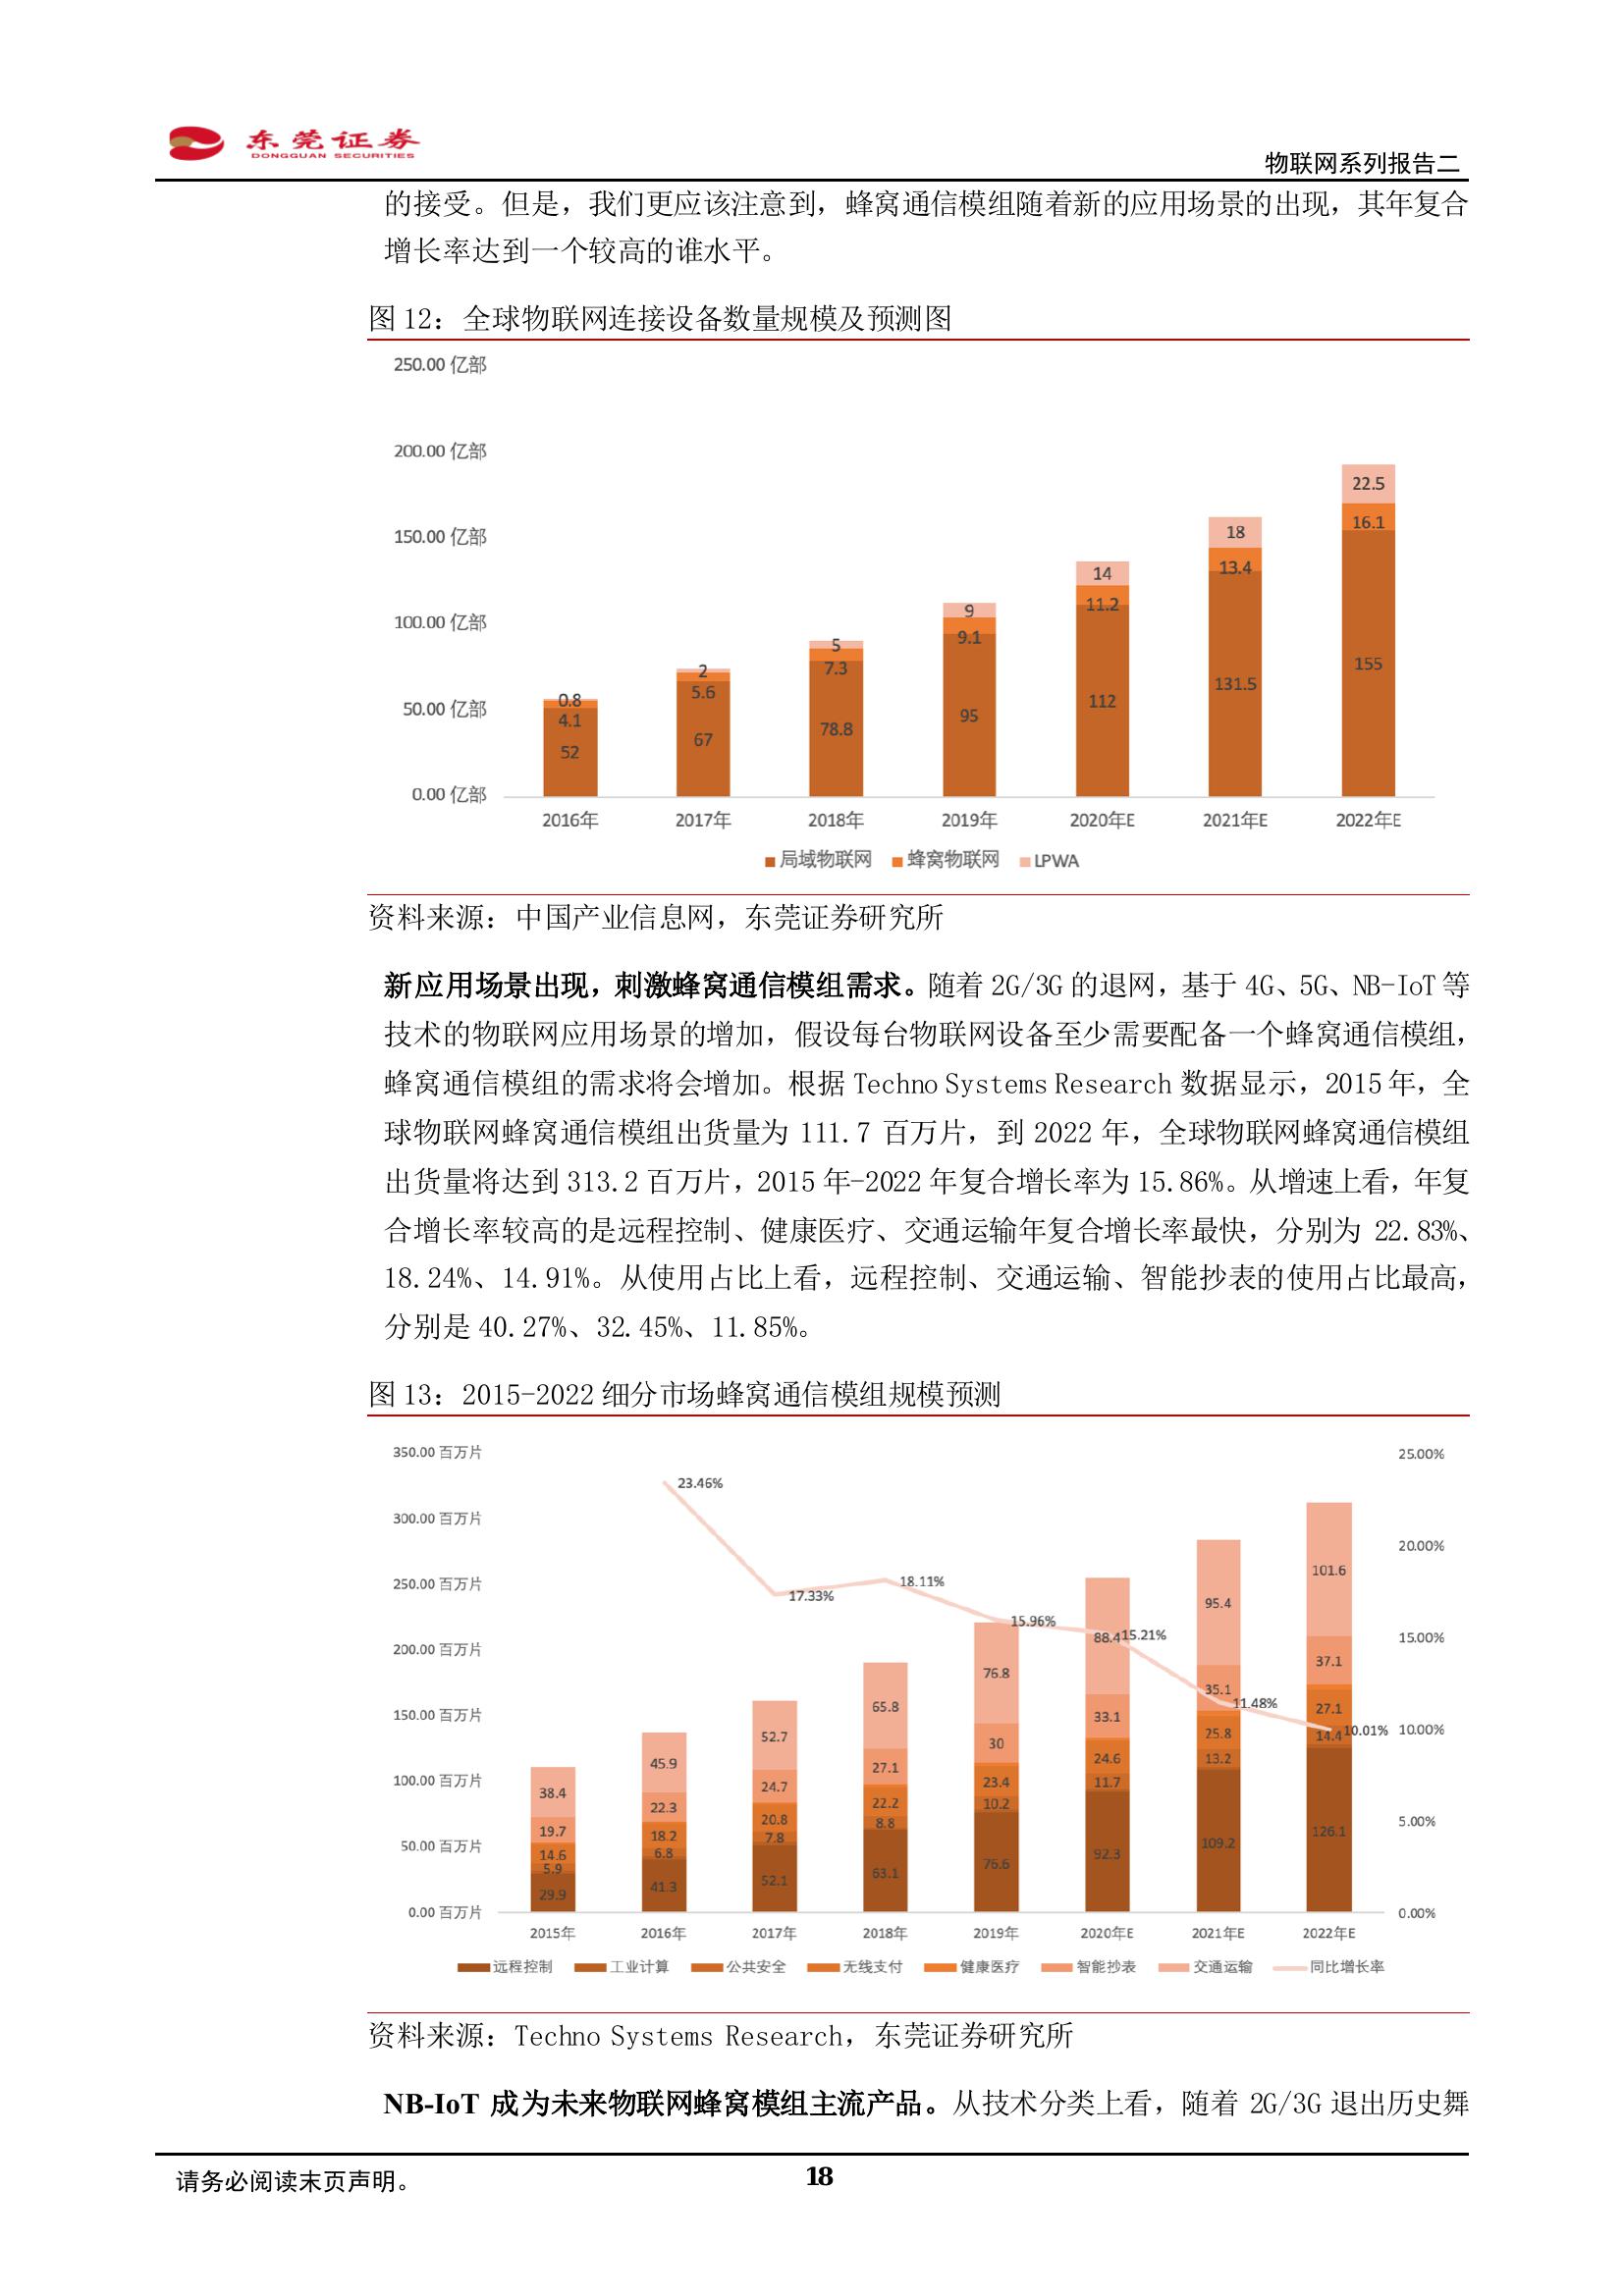 东莞证券
DONGGUAN SECURITIES
物联网系列报告二
的接受。但是，我们更应该注意到，蜂窝通信模组随着新的应用场景的出现，其年复合
增长率达到一个较高的谁水平。
图 12：全球物联网连接设备数量规模及预测图
250.00 亿部
200.00 亿部
150.00 亿部
100.00 亿部
50.00 亿部
0.00 亿部
0.8
4.1
52
2
5.6
67
5
7.3
78.8
9
9.1
95
14
11.2
112
18
13.4
131.5
22.5
16.1
155
2016年 2017年 2018年 2019年 2020年E 2021年E 2022年E
局域物联网 蜂窝物联网 LPWA
资料来源：中国产业信息网，东莞证券研究所
新应用场景出现，刺激蜂窝通信模组需求。随着 2G/3G 的退网，基于 4G、5G、NB-IoT 等
技术的物联网应用场景的增加，假设每台物联网设备至少需要配备一个蜂窝通信模组，
蜂窝通信模组的需求将会增加。根据 Techno Systems Research 数据显示，2015 年，全
球物联网蜂窝通信模组出货量为 111.7 百万片，到 2022 年，全球物联网蜂窝通信模组
出货量将达到 313.2 百万片，2015 年-2022 年复合增长率为 15.86%。从增速上看，年复
合增长率较高的是远程控制、健康医疗、交通运输年复合增长率最快，分别为 22.83%、
18.24%、14.91%。从使用占比上看，远程控制、交通运输、智能抄表的使用占比最高，
分别是 40.27%、32.45%、11.85%。
图 13：2015-2022 细分市场蜂窝通信模组规模预测
350.00 百万片
300.00 百万片
250.00 百万片
200.00 百万片
150.00 百万片
100.00 百万片
50.00 百万片
0.00 百万片
38.4
19.7
14.6
5.9
29.9
45.9
22.3
18.2
6.8
41.3
52.7
24.7
20.8
7.8
52.1
65.8
27.1
22.2
8.8
63.1
76.8
30
23.4
10.2
76.6
88.4
33.1
24.6
11.7
92.3
95.4
35.1
25.8
13.2
109.2
101.6
37.1
27.1
14.4
126.1
23.46%
17.33%
18.11%
15.96%
15.21%
11.48%
10.01%
25.00%
20.00%
15.00%
10.00%
5.00%
0.00%
2015年 2016年 2017年 2018年 2019年 2020年E 2021年E 2022年E
远程控制 工业计算 公共安全 无线支付 健康医疗 智能抄表 交通运输 同比增长率
资料来源：Techno Systems Research，东莞证券研究所
NB-IoT 成为未来物联网蜂窝模组主流产品。从技术分类上看，随着 2G/3G 退出历史舞
请务必阅读末页声明。
18